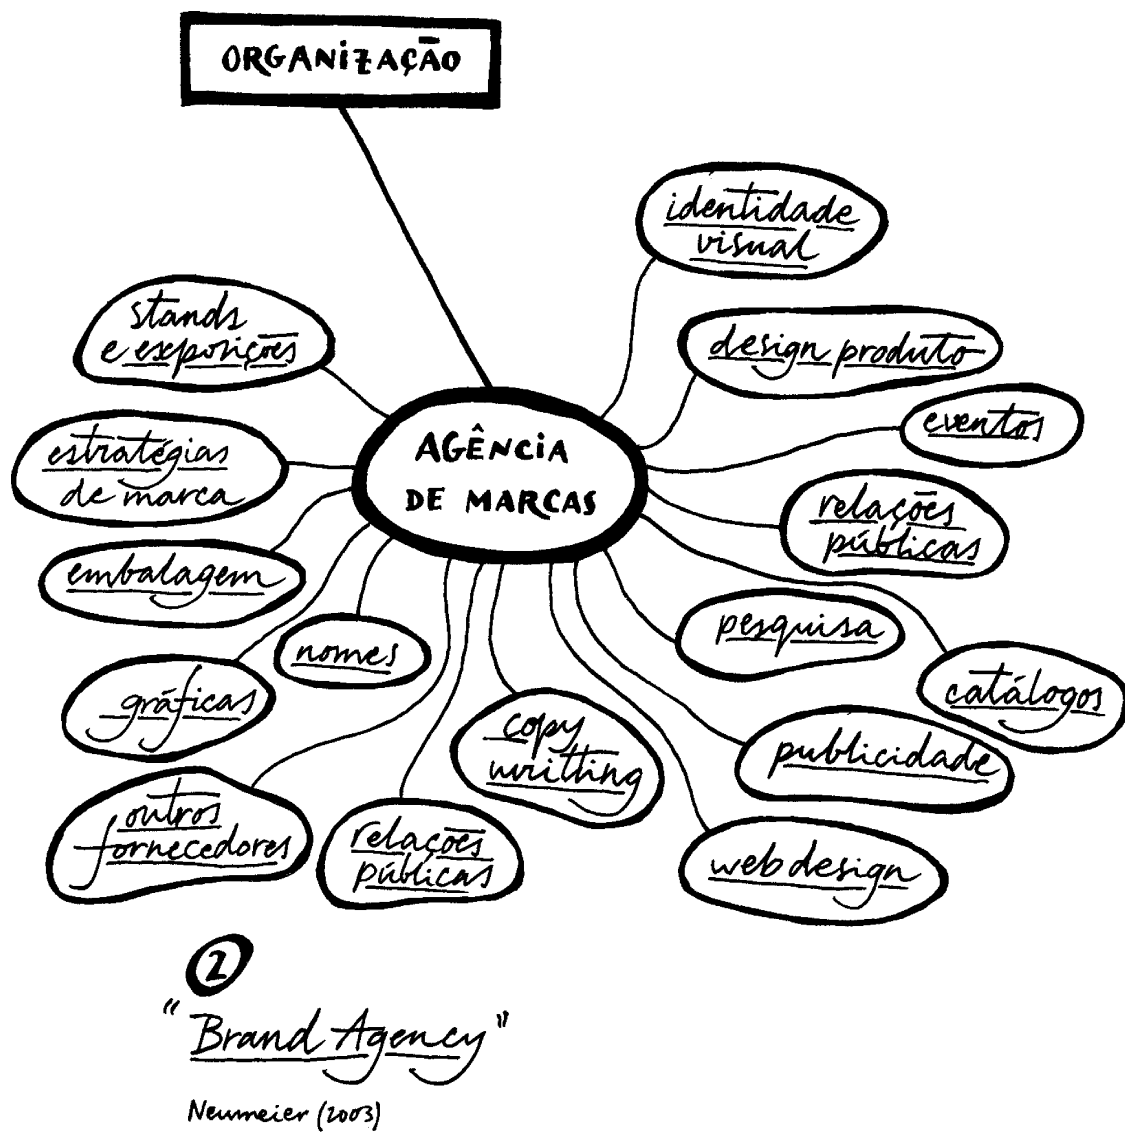 ORGANIZAÇÃO
identidade
visual
stands
e exposições
design produto
eventos
AGÊNCIA
DE MARCAS
estratégias
de marca
relações
públicas
embalagem
pesquisa
nomes
catálogos
gráficas
copy
writting
publicidade
outros
fornecedores
relações
públicas
web design
2
"Brand Agency"
Neumeier (2003)